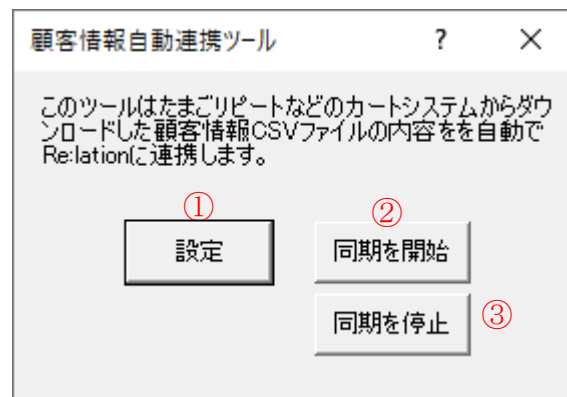 顧客情報自動連携ツール ? ×
このツールはたまごリピートなどのカートシステムからダウ
ンロードした顧客情報CSVファイルの内容をを自動で
Re:lationに連携します。
① ②
設定 同期を開始
同期を停止 ③